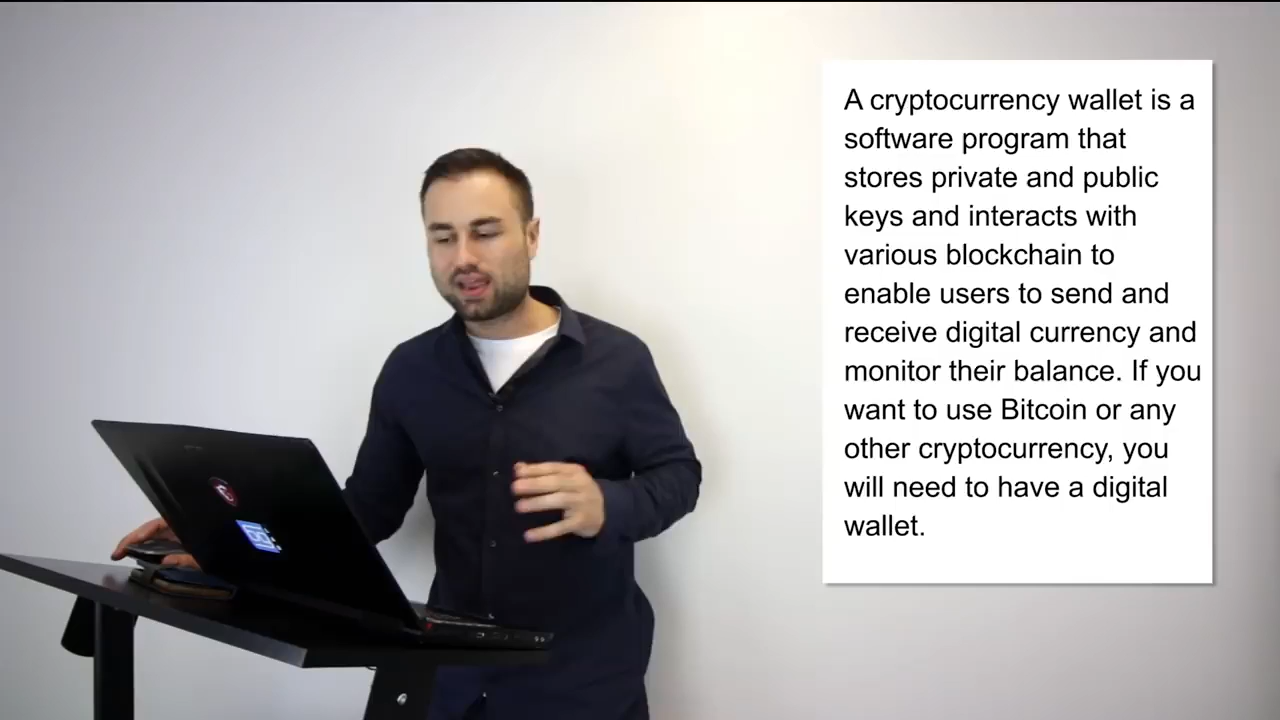 A cryptocurrency wallet is a
software program that
stores private and public
keys and interacts with
various blockchain to
enable users to send and
receive digital currency and
monitor their balance. If you
want to use Bitcoin or any
other cryptocurrency, you
will need to have a digital
wallet.